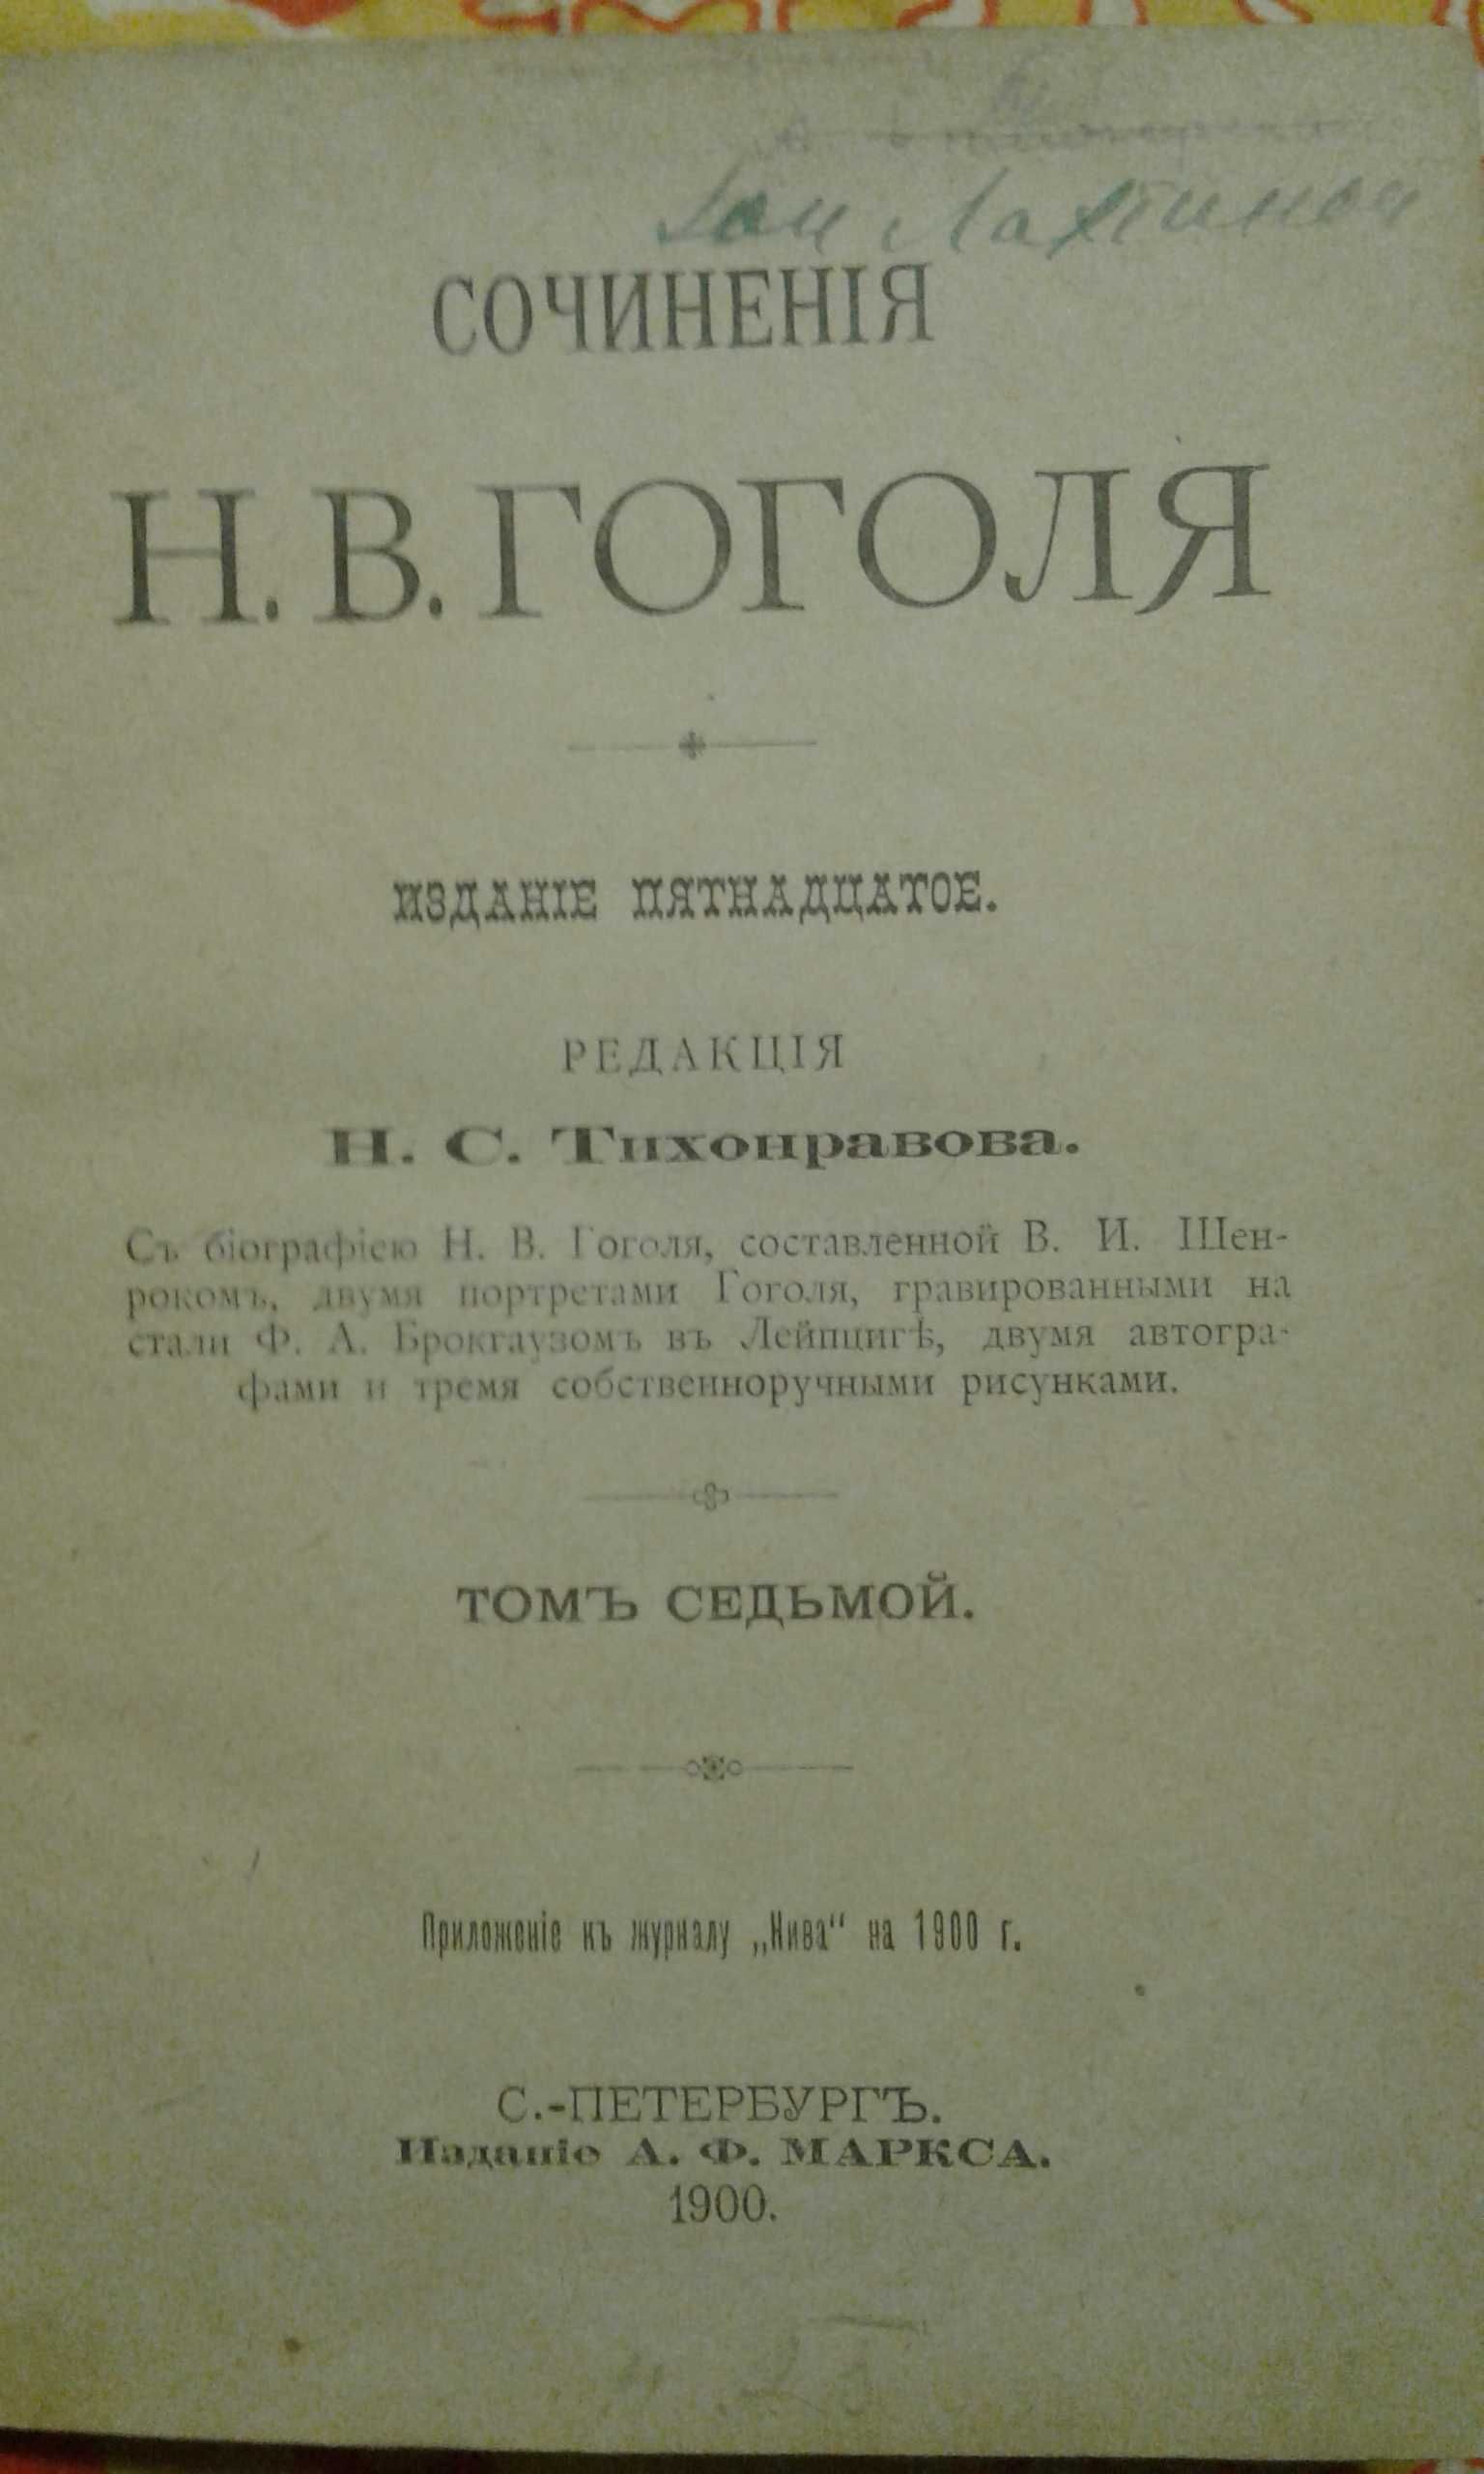 СОЧИНЕНІЯ
Н. В. ГОГОЛЯ
ИЗДАНІЕ ПЯТНАДЦАТОЕ.
РЕДАКЦІЯ
Н. С. Тихонравова.
Съ біографіею Н. В. Гоголя, составленной В. И. Шен-
рокомъ, двумя портретами Гоголя, гравированными на
стали Ф. А. Брокгаузомъ въ Лейпцигѣ, двумя автогра-
фами и тремя собственноручными рисунками.
ТОМЪ СЕДЬМОЙ.
Приложеніе къ журналу „Нива“ на 1900 г.
С.-ПЕТЕРБУРГЪ.
Изданіе А. Ф. МАРКСА.
1900.